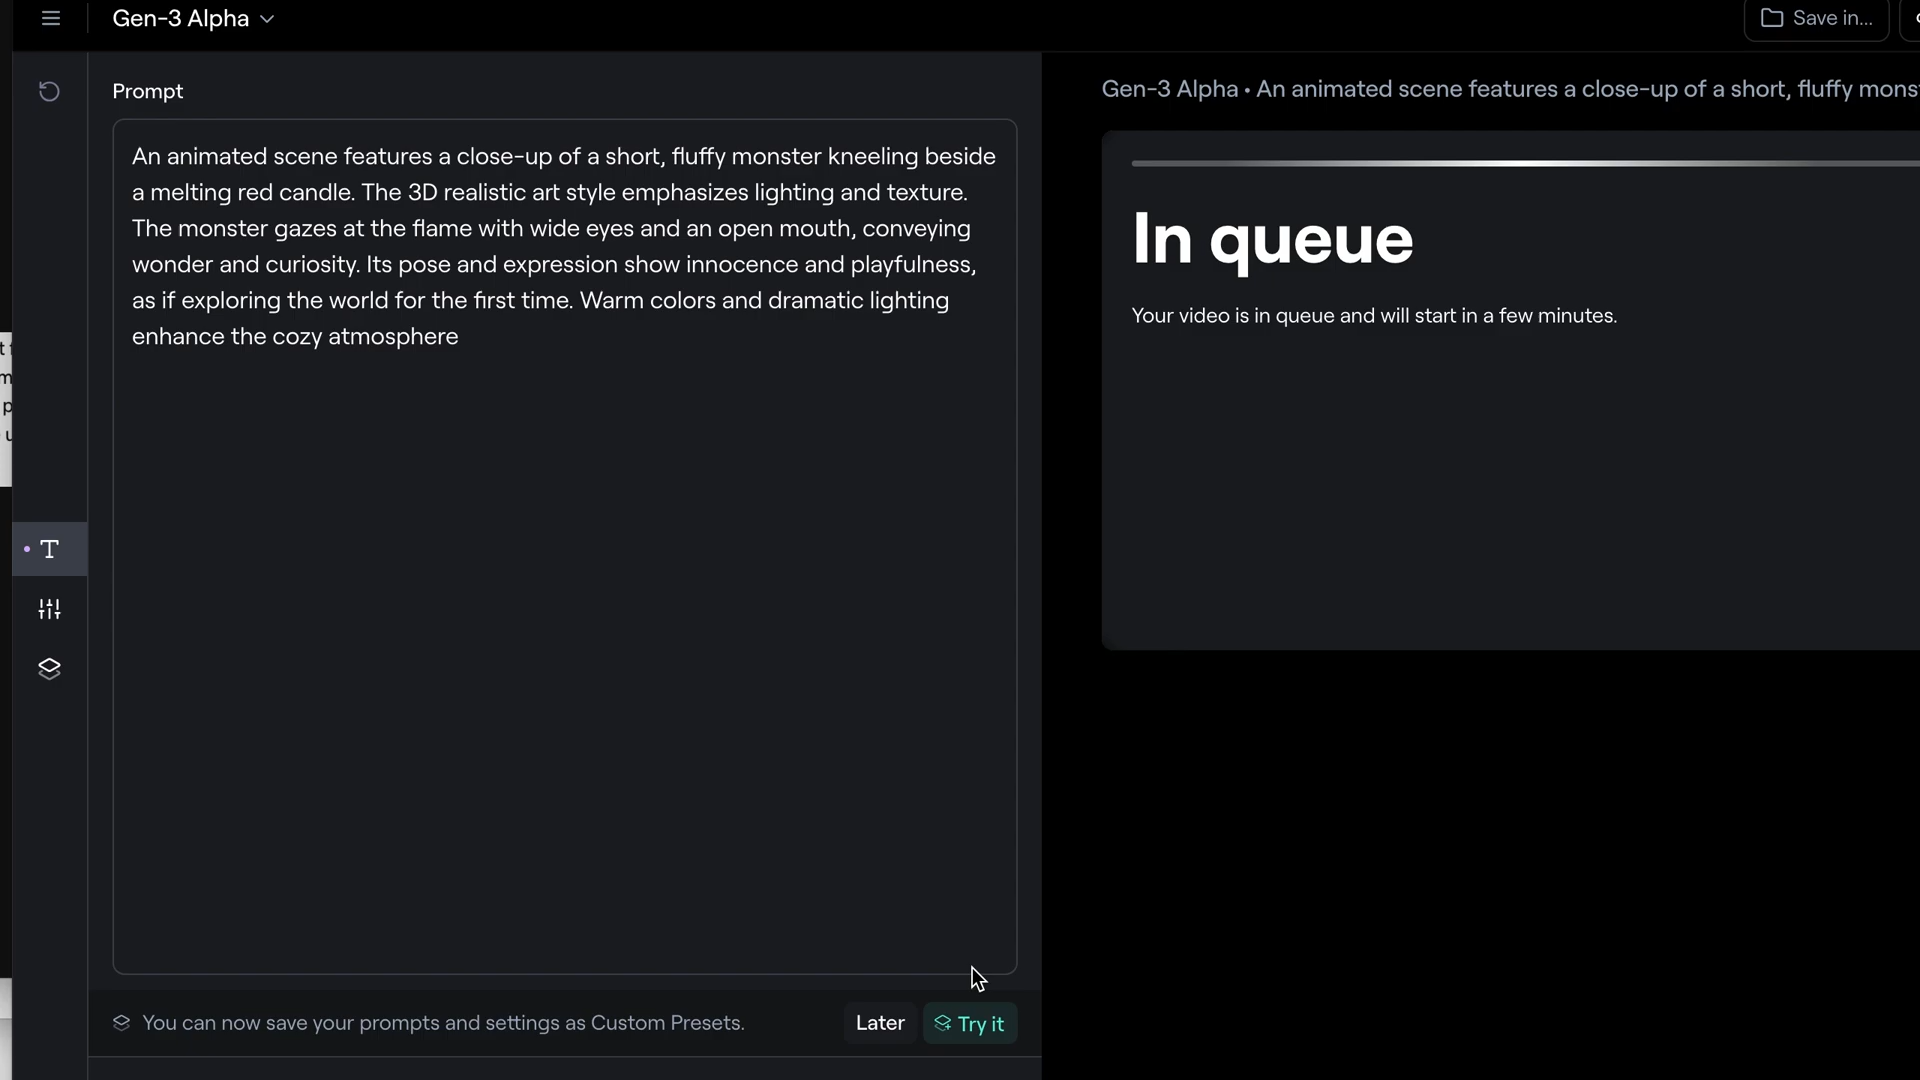 Gen-3 Alpha
Save in...
Prompt
An animated scene features a close-up of a short, fluffy monster kneeling beside
a melting red candle. The 3D realistic art style emphasizes lighting and texture.
The monster gazes at the flame with wide eyes and an open mouth, conveying
wonder and curiosity. Its pose and expression show innocence and playfulness,
as if exploring the world for the first time. Warm colors and dramatic lighting
enhance the cozy atmosphere
You can now save your prompts and settings as Custom Presets.
Later
Try it
Gen-3 Alpha • An animated scene features a close-up of a short, fluffy
In queue
Your video is in queue and will start in a few minutes.